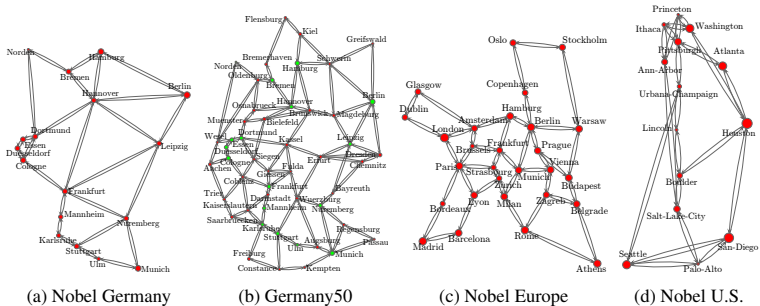 Norden
Hamburg
Bremen
Hannover
Berlin
Dortmund
Essen
Duesseldorf
Cologne
Leipzig
Frankfurt
Mannheim
Nuremberg
Karlsruhe
Stuttgart
Ulm
Munich
(a) Nobel Germany
Flensburg
Kiel
Greifswald
Bremerhaven
Schwerin
Norden
Hamburg
Oldenburg
Bremen
Berlin
Osnabrueck
Hannover
Brunswick
Magdeburg
Muenster
Bielefeld
Wesel
Dortmund
Essen
Kassel
Leipzig
Duesseldorf
Cologne
Siegen
Erfurt
Dresden
Aachen
Fulda
Chemnitz
Giessen
Coblenz
Frankfurt
Trier
Darmstadt
Wuerzburg
Bayreuth
Kaiserslautern
Mannheim
Nuremberg
Saarbruecken
Karlsruhe
Regensburg
Stuttgart
Augsburg
Passau
Ulm
Munich
Freiburg
Constance
Kempten
(b) Germany50
Oslo
Stockholm
Glasgow
Copenhagen
Dublin
Hamburg
Amsterdam
Berlin
Warsaw
London
Brussels
Frankfurt
Prague
Paris
Strasbourg
Vienna
Munich
Zurich
Budapest
Bordeaux
Lyon
Milan
Zagreb
Belgrade
Madrid
Barcelona
Rome
Athens
(c) Nobel Europe
Princeton
Ithaca
Washington
Pittsburgh
Atlanta
Ann-Arbor
Urbana-Champaign
Lincoln
Houston
Boulder
Salt-Lake-City
San-Diego
Seattle
Palo-Alto
(d) Nobel U.S.